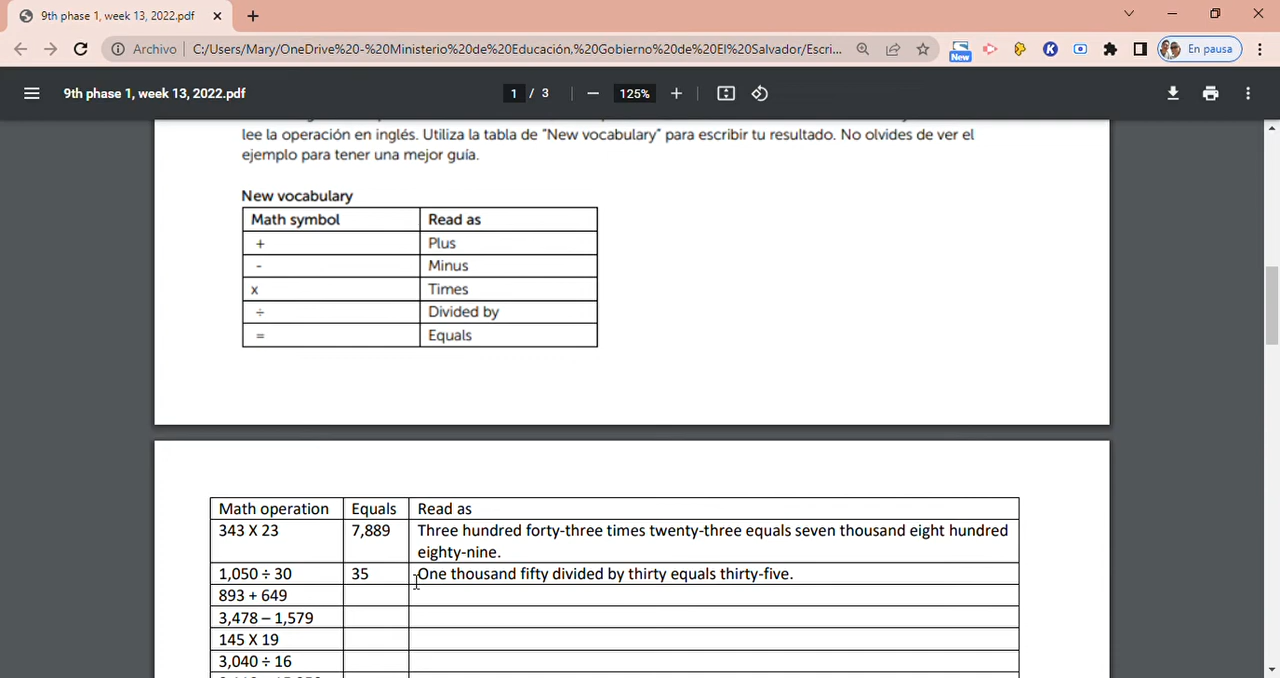 9th phase 1, week 13, 2022.pdf
Archivo
C:/Users/Mary/OneDrive%20-%20Ministerio%20de%20Educación,%20Gobierno%20de%20El%20Salvador/Escri...
New
K
En pausa
9th phase 1, week 13, 2022.pdf
1 / 3
125%
lee la operación en inglés. Utiliza la tabla de "New vocabulary" para escribir tu resultado. No olvides de ver el
ejemplo para tener una mejor guía.
New vocabulary
Math symbol Read as
+ Plus
- Minus
x Times
÷ Divided by
= Equals
Math operation Equals Read as
343 X 23 7,889 Three hundred forty-three times twenty-three equals seven thousand eight hundred
eighty-nine.
1,050 ÷ 30 35 One thousand fifty divided by thirty equals thirty-five.
893 + 649
3,478 – 1,579
145 X 19
3,040 ÷ 16